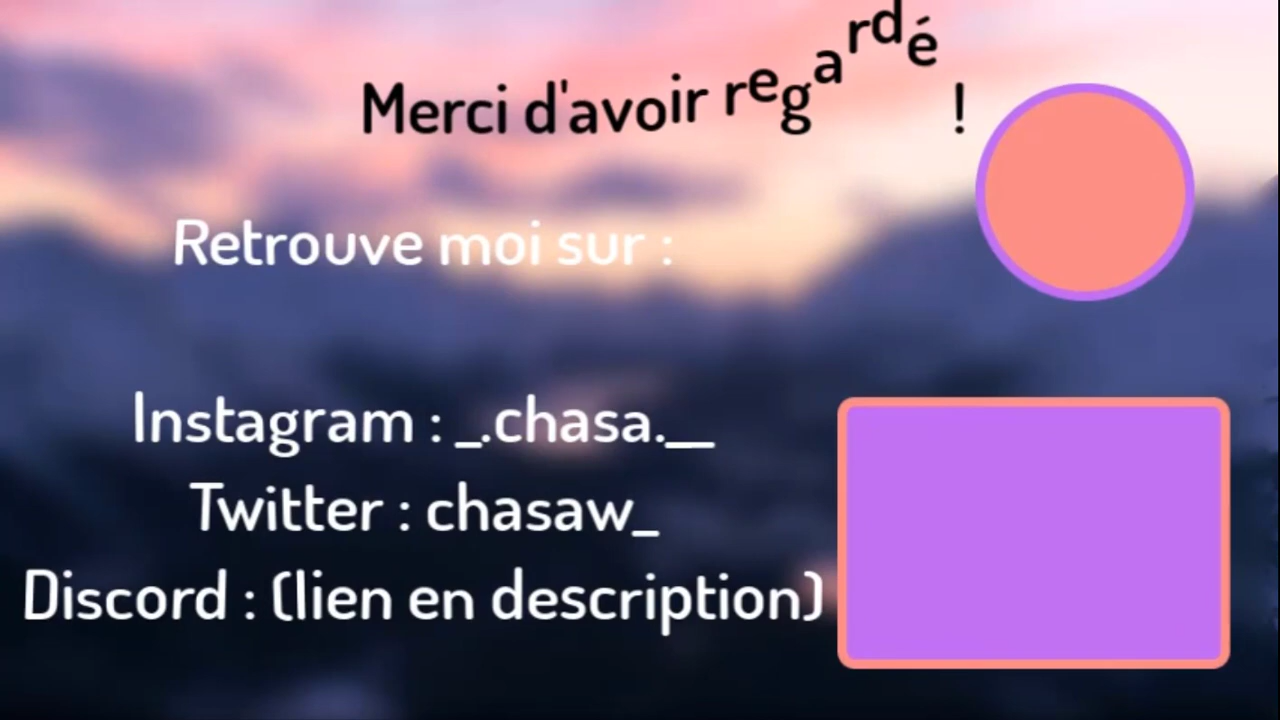 Merci d'avoir regardé !
Retrouve moi sur :
Instagram : _.chasa.__
Twitter : chasaw_
Discord : (lien en description)